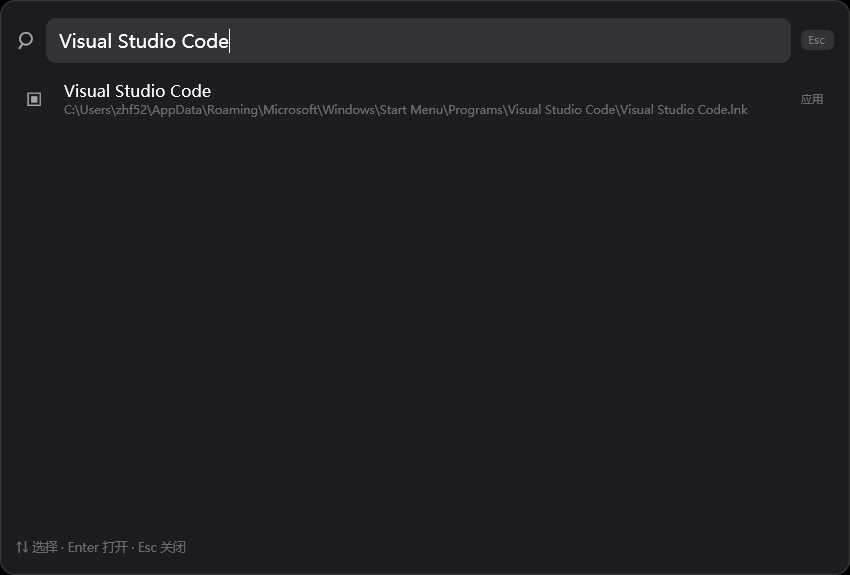 Visual Studio Code
Esc
Visual Studio Code
C:\Users\zhf52\AppData\Roaming\Microsoft\Windows\Start Menu\Programs\Visual Studio Code\Visual Studio Code.lnk
应用
↑↓ 选择 · Enter 打开 · Esc 关闭